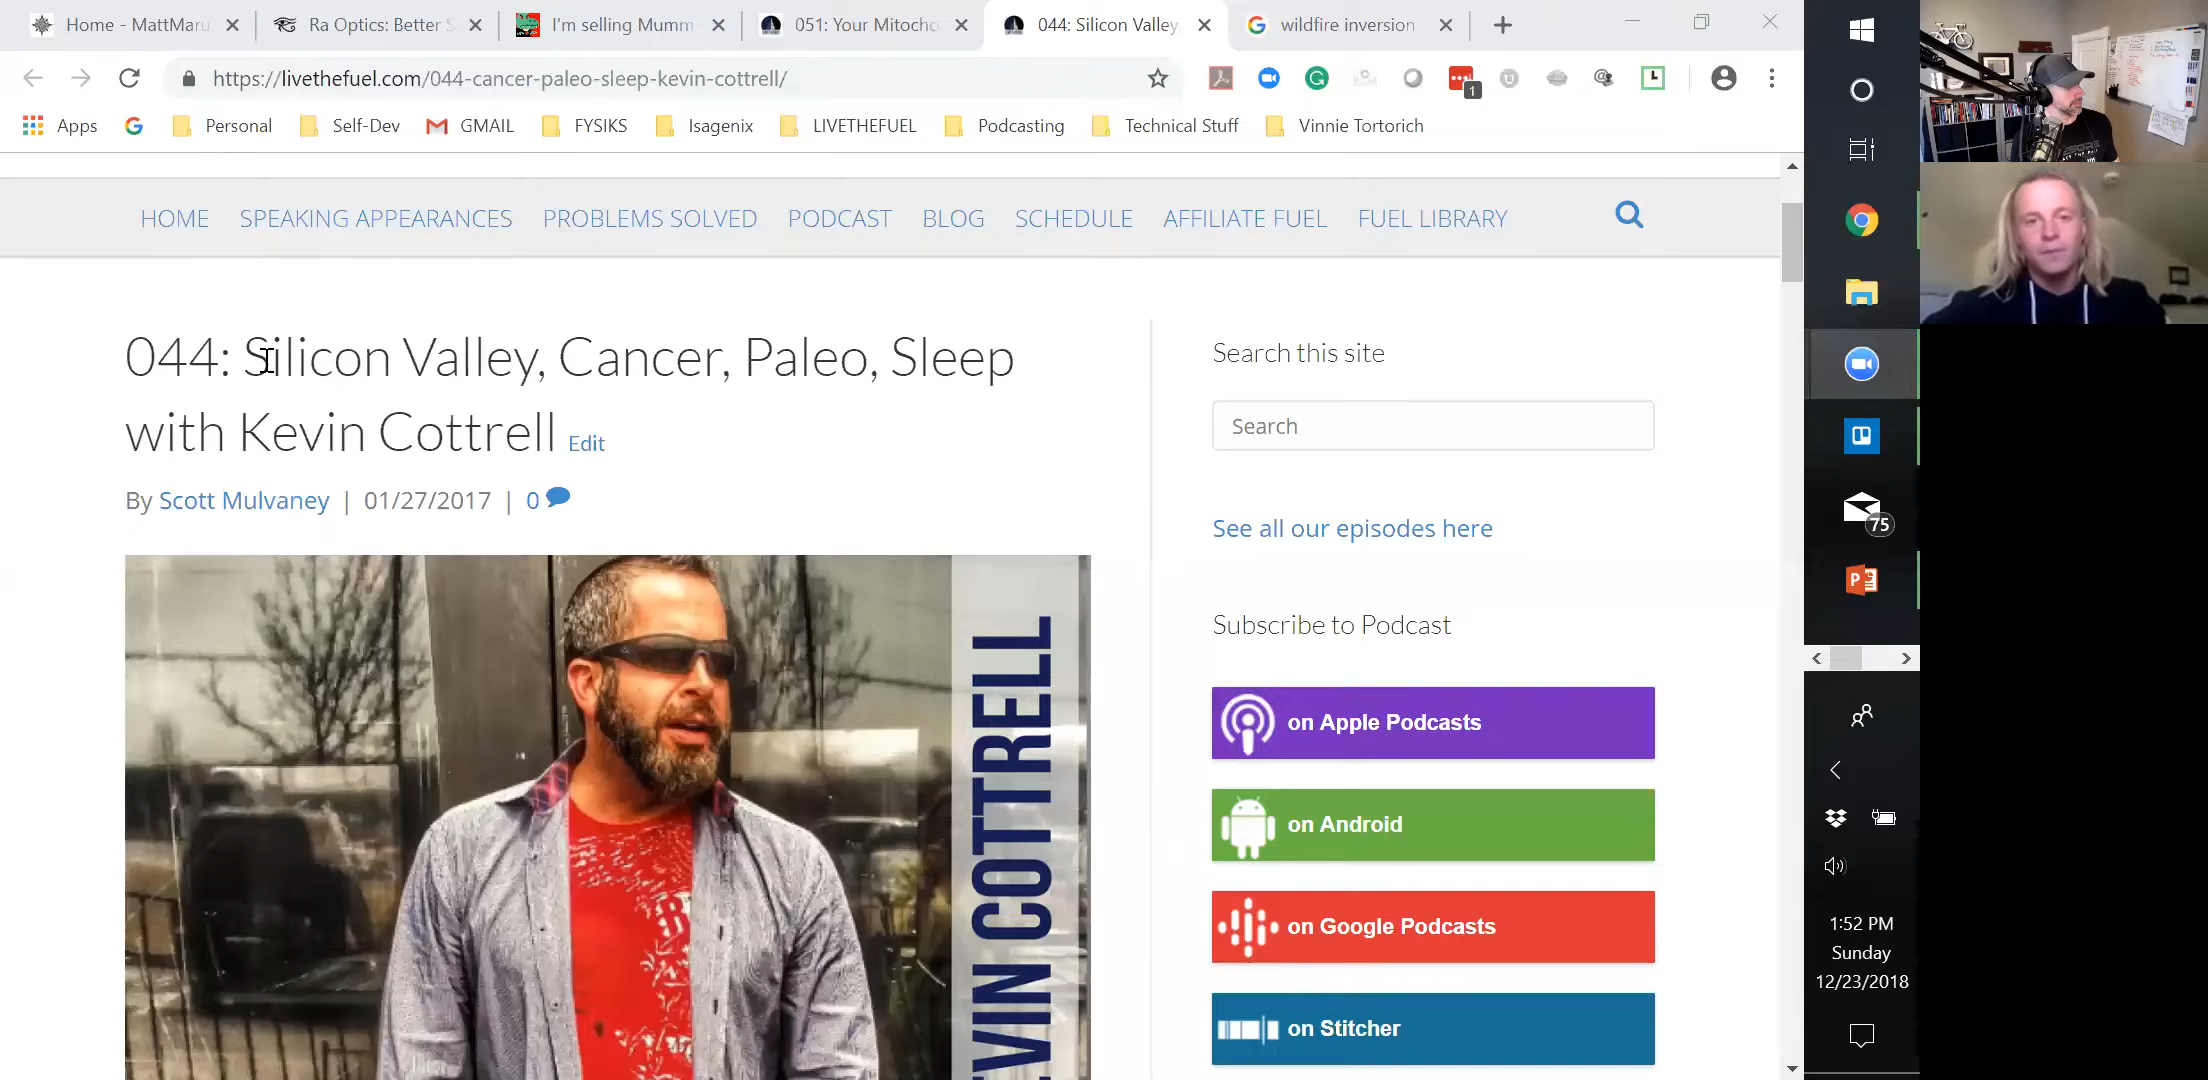 Home - MattMaru
Ra Optics: Better S
I'm selling Mumm
051: Your Mitocho
044: Silicon Valley,
wildfire inversion
https://livethefuel.com/044-cancer-paleo-sleep-kevin-cottrell/
1
Apps
Personal
Self-Dev
GMAIL
FYSIKS
Isagenix
LIVETHEFUEL
Podcasting
Technical Stuff
Vinnie Tortorich
HOME SPEAKING APPEARANCES PROBLEMS SOLVED PODCAST BLOG SCHEDULE AFFILIATE FUEL FUEL LIBRARY
044: Silicon Valley, Cancer, Paleo, Sleep
with Kevin Cottrell Edit
By Scott Mulvaney | 01/27/2017 | 0
EVIN COTTRELL
Search this site
Search
See all our episodes here
Subscribe to Podcast
on Apple Podcasts
on Android
on Google Podcasts
on Stitcher
75
1:52 PM
Sunday
12/23/2018